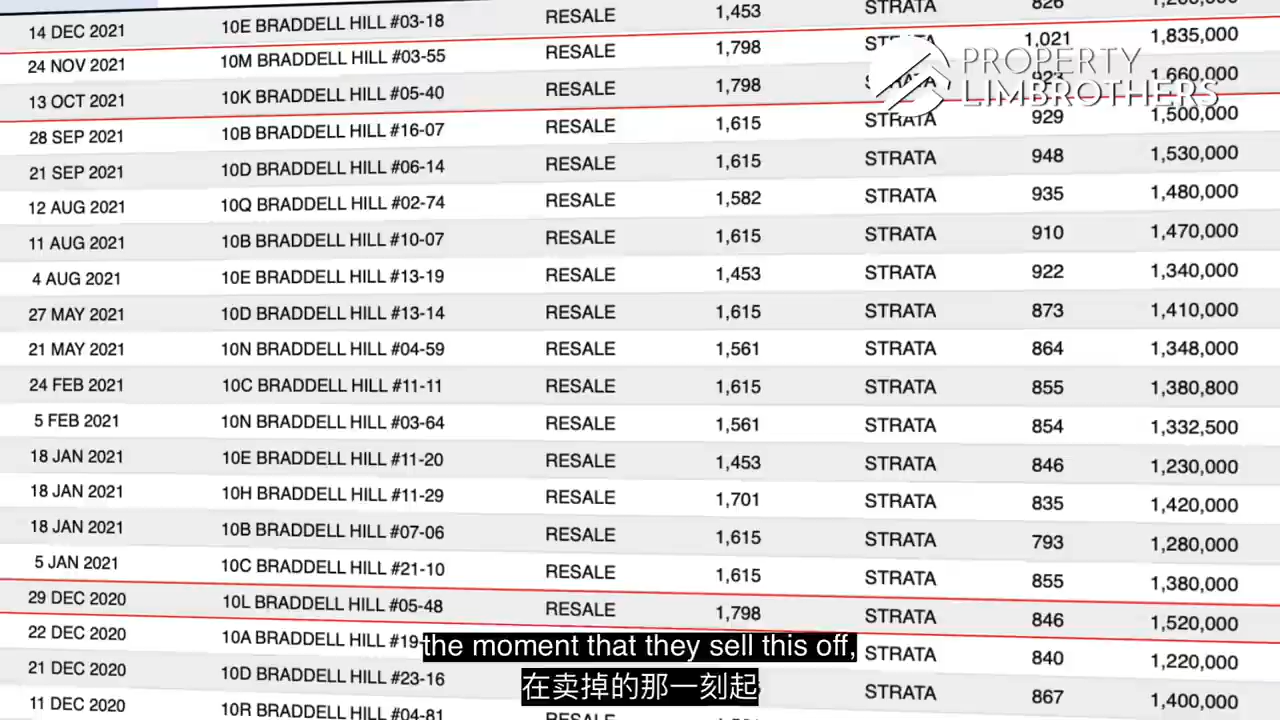 14 DEC 2021 10E BRADDELL HILL #03-18 RESALE 1,453 STRATA 826
24 NOV 2021 10M BRADDELL HILL #03-55 RESALE 1,798 STRATA 1,021 1,835,000
13 OCT 2021 10K BRADDELL HILL #05-40 RESALE 1,798 STRATA 923 1,660,000
PROPERTY
LIMBROTHERS
28 SEP 2021 10B BRADDELL HILL #16-07 RESALE 1,615 STRATA 929 1,500,000
21 SEP 2021 10D BRADDELL HILL #06-14 RESALE 1,615 STRATA 948 1,530,000
12 AUG 2021 10Q BRADDELL HILL #02-74 RESALE 1,582 STRATA 935 1,480,000
11 AUG 2021 10B BRADDELL HILL #10-07 RESALE 1,615 STRATA 910 1,470,000
4 AUG 2021 10E BRADDELL HILL #13-19 RESALE 1,453 STRATA 922 1,340,000
27 MAY 2021 10D BRADDELL HILL #13-14 RESALE 1,615 STRATA 873 1,410,000
21 MAY 2021 10N BRADDELL HILL #04-59 RESALE 1,561 STRATA 864 1,348,000
24 FEB 2021 10C BRADDELL HILL #11-11 RESALE 1,615 STRATA 855 1,380,800
5 FEB 2021 10N BRADDELL HILL #03-64 RESALE 1,561 STRATA 854 1,332,500
18 JAN 2021 10E BRADDELL HILL #11-20 RESALE 1,453 STRATA 846 1,230,000
18 JAN 2021 10H BRADDELL HILL #11-29 RESALE 1,701 STRATA 835 1,420,000
18 JAN 2021 10B BRADDELL HILL #07-06 RESALE 1,615 STRATA 793 1,280,000
5 JAN 2021 10C BRADDELL HILL #21-10 RESALE 1,615 STRATA 855 1,380,000
29 DEC 2020 10L BRADDELL HILL #05-48 RESALE 1,798 STRATA 846 1,520,000
22 DEC 2020 10A BRADDELL HILL #19- 840 1,220,000
21 DEC 2020 10D BRADDELL HILL #23-16 STRATA 867 1,400,000
11 DEC 2020 10R BRADDELL HILL #04-81 RESALE
the moment that they sell this off,
在卖掉的那一刻起